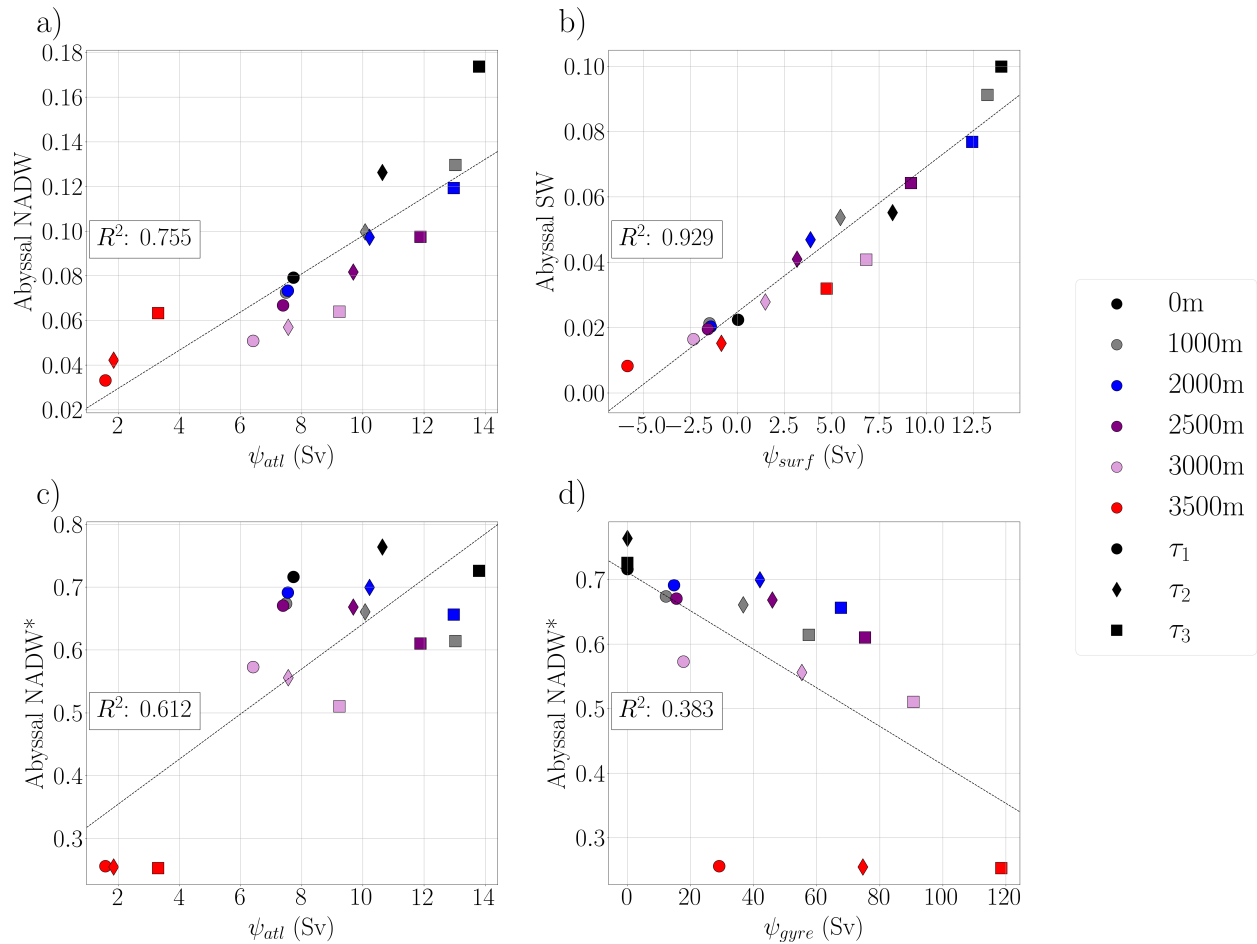 a)
0.18
0.16
0.14
0.12
0.10
0.08
0.06
0.04
0.02
Abyssal NADW
R²: 0.755
2 4 6 8 10 12 14
ψ_atl (Sv)
b)
0.10
0.08
0.06
0.04
0.02
0.00
Abyssal SW
R²: 0.929
−5.0 −2.5 0.0 2.5 5.0 7.5 10.0 12.5
ψ_surf (Sv)
c)
0.8
0.7
0.6
0.5
0.4
0.3
Abyssal NADW*
R²: 0.612
2 4 6 8 10 12 14
ψ_atl (Sv)
d)
0.7
0.6
0.5
0.4
0.3
Abyssal NADW*
R²: 0.383
0 20 40 60 80 100 120
ψ_gyre (Sv)
0m
1000m
2000m
2500m
3000m
3500m
τ₁
τ₂
τ₃